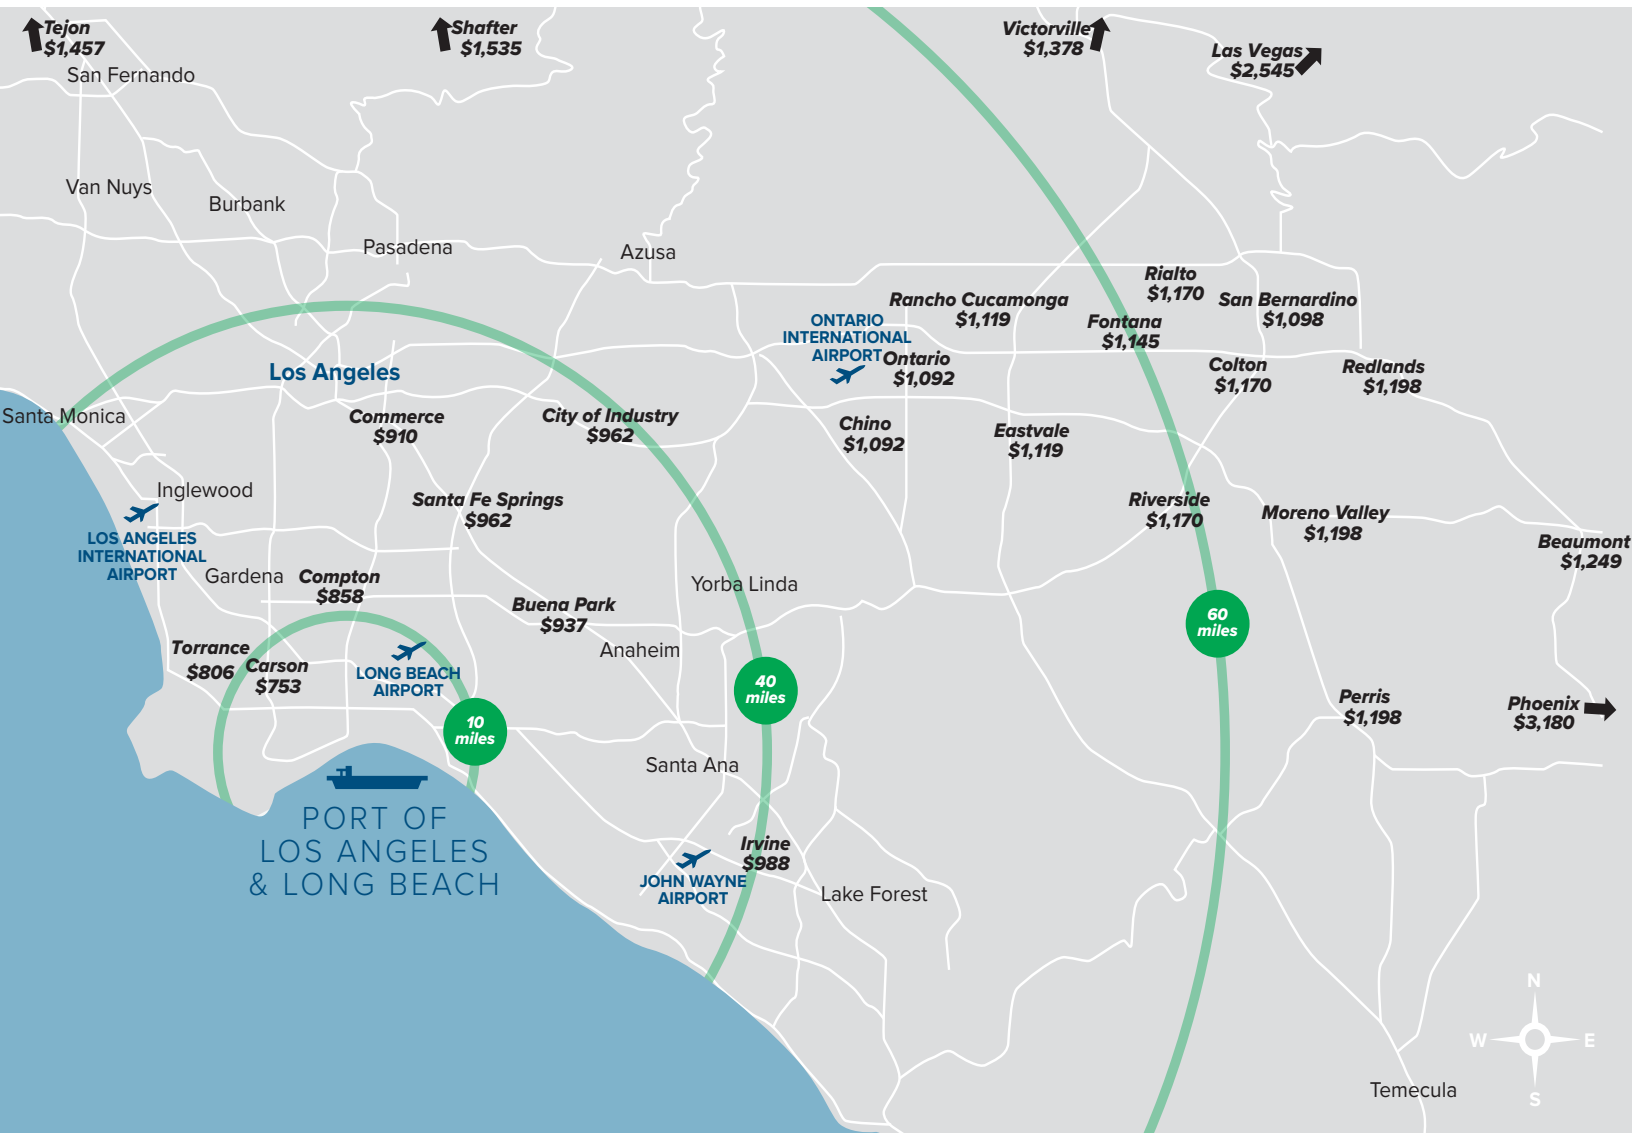 Tejon
$1,457
Shafter
$1,535
Victorville
$1,378
Las Vegas
$2,545
San Fernando
Van Nuys
Burbank
Pasadena
Azusa
Rialto
$1,170
Rancho Cucamonga
$1,119
San Bernardino
$1,098
ONTARIO
INTERNATIONAL
AIRPORT
Fontana
$1,145
Ontario
$1,092
Colton
$1,170
Redlands
$1,198
Los Angeles
Santa Monica
Commerce
$910
City of Industry
$962
Chino
$1,092
Eastvale
$1,119
Inglewood
Santa Fe Springs
$962
Riverside
$1,170
Moreno Valley
$1,198
LOS ANGELES
INTERNATIONAL
AIRPORT
Beaumont
$1,249
Gardena
Compton
$858
Yorba Linda
Buena Park
$937
60
miles
Anaheim
Torrance
$806
Carson
$753
LONG BEACH
AIRPORT
40
miles
Perris
$1,198
Phoenix
$3,180
10
miles
Santa Ana
PORT OF
LOS ANGELES
& LONG BEACH
Irvine
$988
JOHN WAYNE
AIRPORT
Lake Forest
N
W
E
S
Temecula